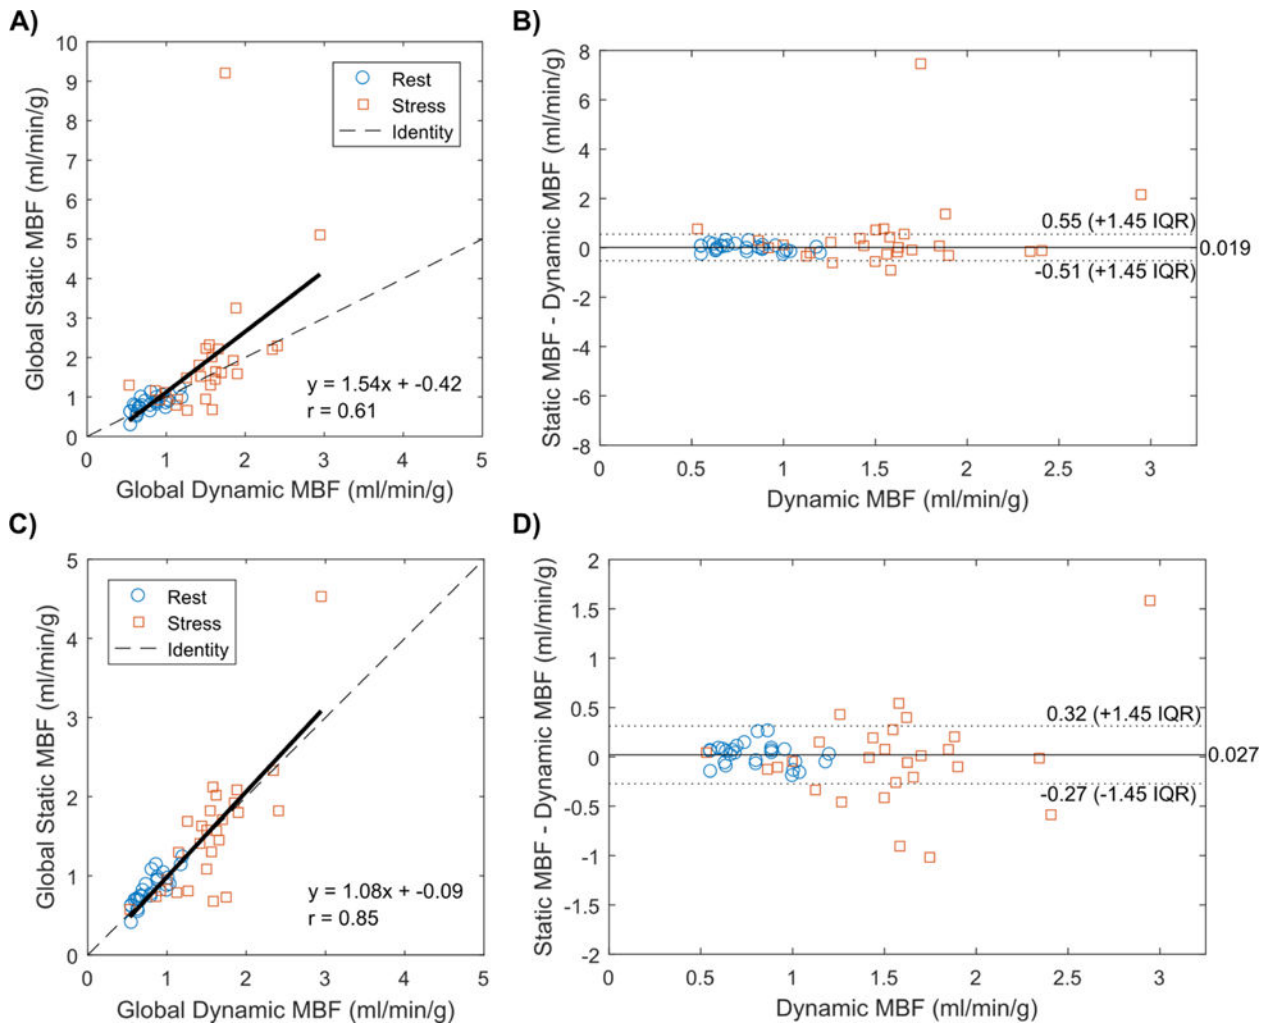 A)
Global Static MBF (ml/min/g)
10
9
8
7
6
5
4
3
2
1
0
Rest
Stress
Identity
y = 1.54x + -0.42
r = 0.61
0 1 2 3 4 5
Global Dynamic MBF (ml/min/g)
B)
Static MBF - Dynamic MBF (ml/min/g)
8
6
4
2
0
-2
-4
-6
-8
0.55 (+1.45 IQR)
0.019
-0.51 (+1.45 IQR)
0 0.5 1 1.5 2 2.5 3
Dynamic MBF (ml/min/g)
C)
Global Static MBF (ml/min/g)
5
4
3
2
1
0
Rest
Stress
Identity
y = 1.08x + -0.09
r = 0.85
0 1 2 3 4 5
Global Dynamic MBF (ml/min/g)
D)
Static MBF - Dynamic MBF (ml/min/g)
2
1.5
1
0.5
0
-0.5
-1
-1.5
-2
0.32 (+1.45 IQR)
0.027
-0.27 (-1.45 IQR)
0 0.5 1 1.5 2 2.5 3
Dynamic MBF (ml/min/g)